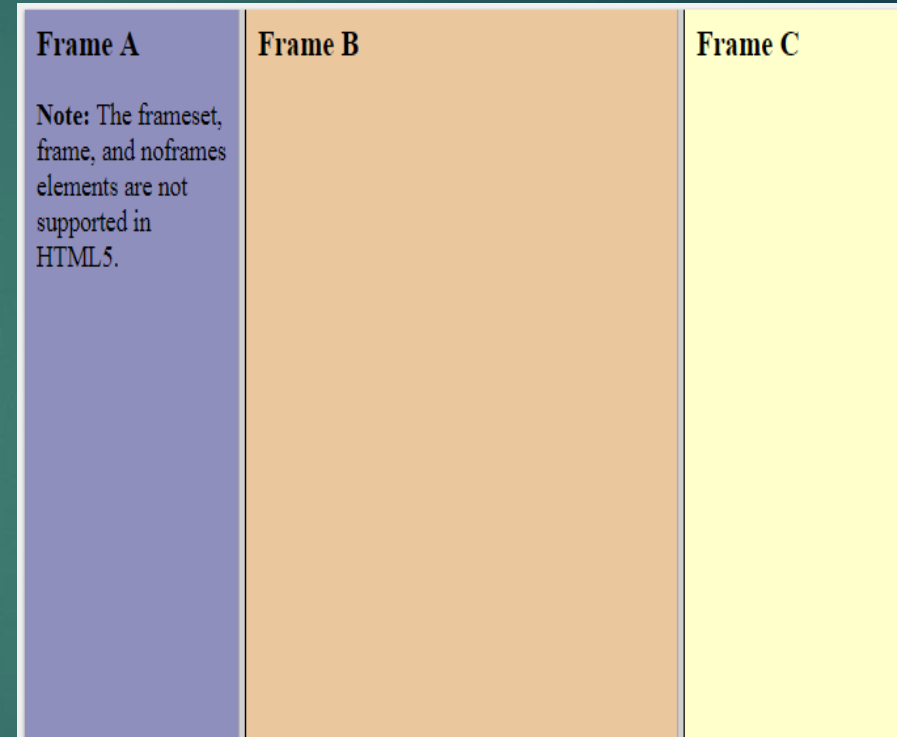 Frame A
Note: The frameset,
frame, and noframes
elements are not
supported in
HTML5.
Frame B
Frame C